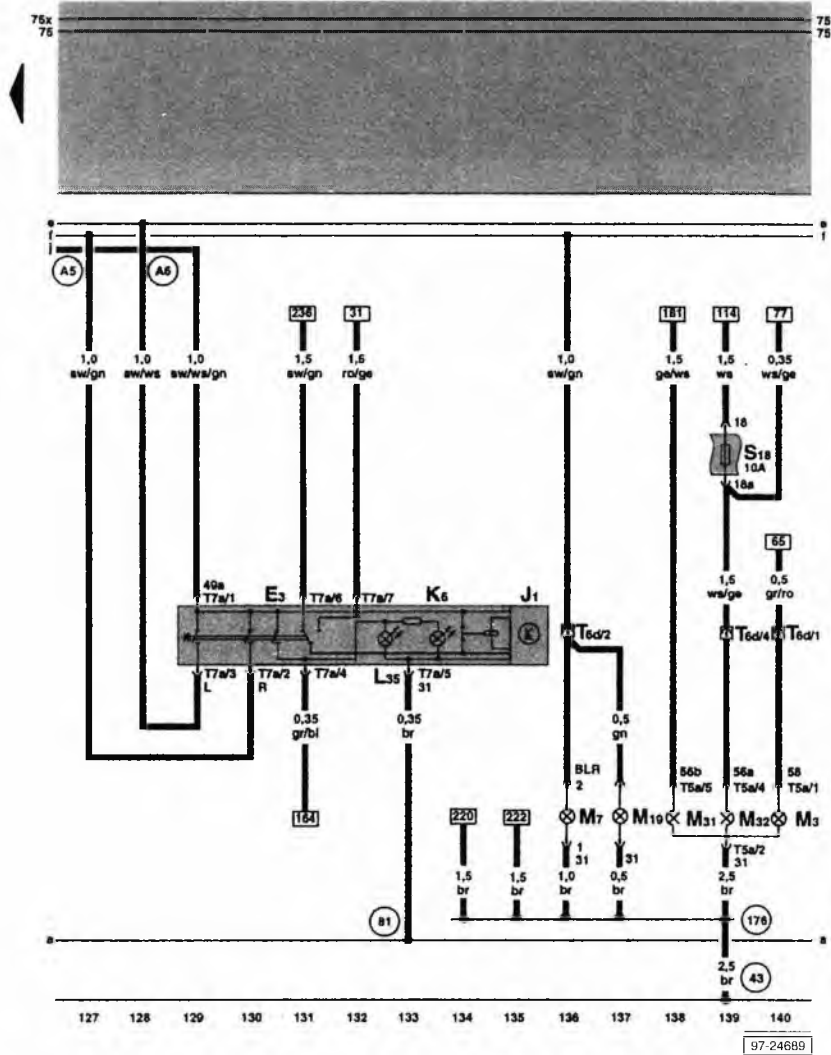 75x 75
75 75
e e
f f
j
A5 A6
236 31 181 114 77
1,0 1,0 1,0 1,5 1,5 1,0 1,5 1,5 0,35
sw/gn sw/ws sw/ws/gn sw/gn ro/ge sw/gn ge/ws ws ws/ge
18
S18
10A
18a
65
1,5 0,5
ws/ge gr/ro
49a
T7a/1 E3 T7a/6 T7a/7 K6 J1
K
T6d/2 T6d/4 T6d/1
T7a/3 T7a/2 T7a/4 L35 T7a/5
L R 31
0,35 0,35 0,5
gr/bl br gn
BLR 56b 56a 58
2 T5a/5 T5a/4 T5a/1
164 220 222 M7 M19 M31 M32 M3
1 T5a/2
31 31 31
1,5 1,5 1,0 0,5 2,5
br br br br br
81 176
a a
2,5 43
br
127 128 129 130 131 132 133 134 135 136 137 138 139 140
97-24689